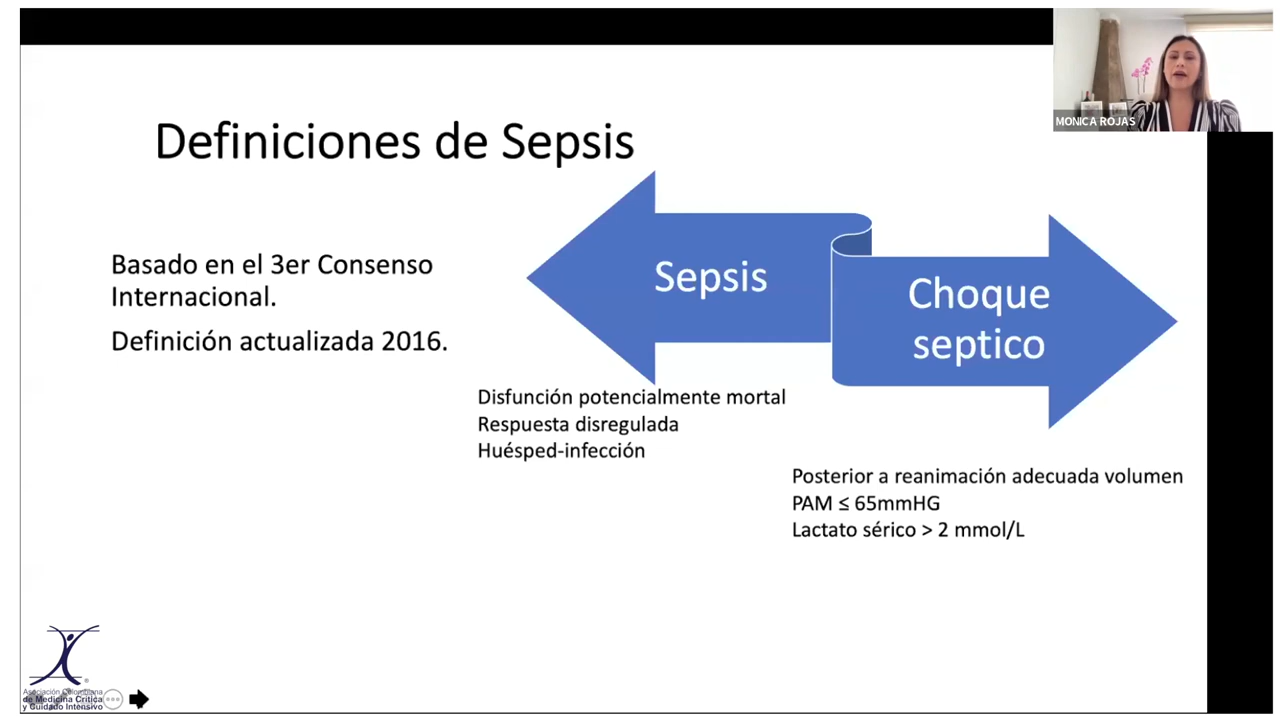 MONICA ROJAS
Definiciones de Sepsis
Basado en el 3er Consenso
Internacional.
Definición actualizada 2016.
Sepsis
Choque
septico
Disfunción potencialmente mortal
Respuesta disregulada
Huésped-infección
Posterior a reanimación adecuada volumen
PAM ≤ 65mmHG
Lactato sérico > 2 mmol/L
Asociación Colombiana
de Medicina Crítica
y Cuidado Intensivo